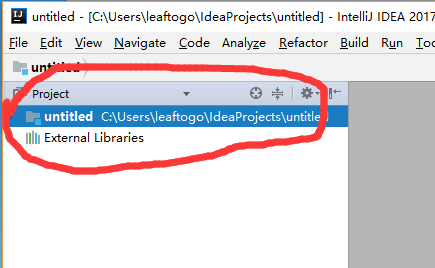 untitled - [C:\Users\leaftogo\IdeaProjects\untitled] - IntelliJ IDEA 2017
File Edit View Navigate Code Analyze Refactor Build Run
untitled
Project
untitled C:\Users\leaftogo\IdeaProjects\untitled
External Libraries